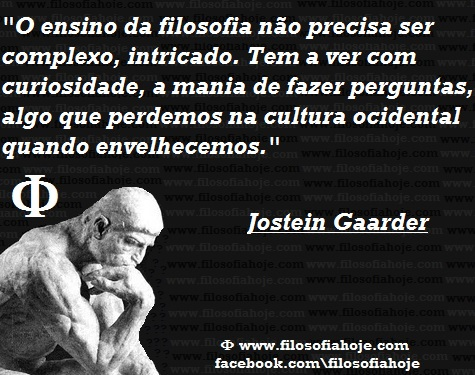 "O ensino da filosofia não precisa ser
complexo, intricado. Tem a ver com
curiosidade, a mania de fazer perguntas,
algo que perdemos na cultura ocidental
quando envelhecemos."
Φ
Jostein Gaarder
Φ www.filosofiahoje.com
facebook.com\filosofiahoje